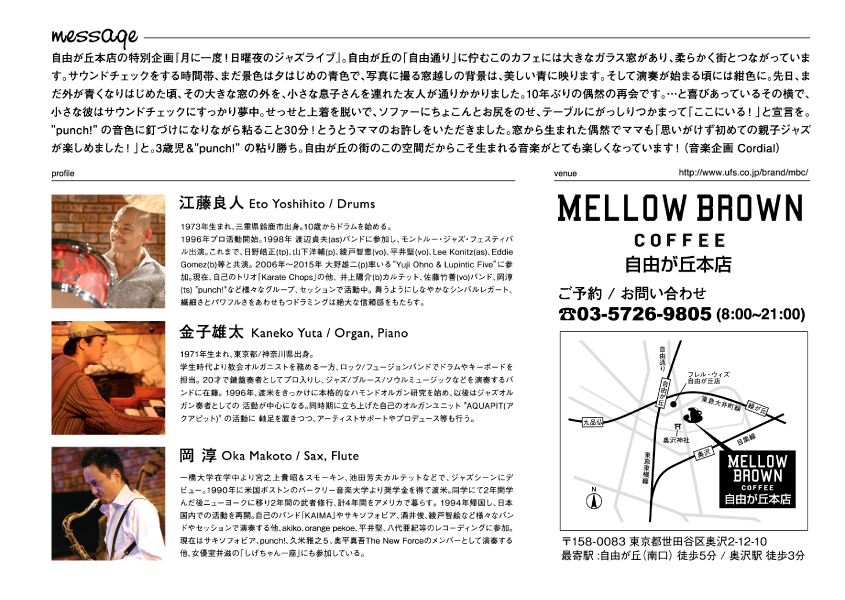 message
自由が丘本店の特別企画『月に一度！日曜夜のジャズライブ』。自由が丘の「自由通り」に佇むこのカフェには大きなガラス窓があり、柔らかく街とつながっていま
す。サウンドチェックをする時間帯、まだ景色は夕はじめの青色で、写真に撮る窓越しの背景は、美しい青に映ります。そして演奏が始まる頃には紺色に。先日、ま
だ外が青くなりはじめた頃、その大きな窓の外を、小さな息子さんを連れた友人が通りかかりました。10年ぶりの偶然の再会です。…と喜びあっているその横で、
小さな彼はサウンドチェックにすっかり夢中。せっせと上着を脱いで、ソファーにちょこんとお尻をのせ、テーブルにがっしりつかまって「ここにいる！」と宣言を。
"punch!" の音色に釘づけになりながら粘ること30分！とうとうママのお許しをいただきました。窓から生まれた偶然でママも「思いがけず初めての親子ジャズ
が楽しめました！」と。3歳児＆"punch!" の粘り勝ち。自由が丘の街のこの空間だからこそ生まれる音楽がとても楽しくなっています！（音楽企画 Cordial）
profile
江藤良人 Eto Yoshihito / Drums
1973年生まれ、三重県鈴鹿市出身。10歳からドラムを始める。
1996年プロ活動開始。1998年 渡辺貞夫(as)バンドに参加し、モントルー・ジャズ・フェスティバ
ル出演。これまで、日野皓正(tp)、山下洋輔(p)、綾戸智恵(vo)、平井堅(vo)、Lee Konitz(as)、Eddie
Gomez(b)等と共演。 2006年〜2015年 大野雄二(p)率いる"Yuji Ohno & Lupintic Five"に参
加。現在、自己のトリオ「Karate Chops」の他、井上陽介(b)カルテット、佐藤竹善(vo)バンド、岡淳
(ts) "punch!"など様々なグループ、セッションで活動中。 舞うようにしなやかなシンバルレガート、
繊細さとパワフルさをあわせもつドラミングは絶大な信頼感をもたらす。
金子雄太 Kaneko Yuta / Organ, Piano
1971年生まれ、東京都/神奈川県出身。
学生時代より教会オルガニストを務める一方、ロック/フュージョンバンドでドラムやキーボードを
担当。20才で鍵盤奏者としてプロ入りし、ジャズ/ブルース/ソウルミュージックなどを演奏するバ
ンドに在籍。 1996年、渡米をきっかけに本格的なハモンドオルガン研究を始め、以後はジャズオル
ガン奏者としての 活動が中心になる。同時期に立ち上げた自己のオルガンユニット "AQUAPIT(ア
クアピット)" の活動に 軸足を置きつつ、アーティストサポートやプロデュース等も行う。
岡 淳 Oka Makoto / Sax, Flute
一橋大学在学中より宮之上貴昭＆スモーキン、池田芳夫カルテットなどで、ジャズシーンにデ
ビュー。1990年に米国ボストンのバークリー音楽大学より奨学金を得て渡米。同学にて2年間学
んだ後ニューヨークに移り2年間の武者修行、計4年間をアメリカで暮らす。 1994年帰国し、日本
国内での活動を再開。自己のバンド「KAIMA」やサキソフォビア、酒井俊、綾戸智絵など様々なバン
ドやセッションで演奏する他、akiko, orange pekoe, 平井堅、八代亜紀等のレコーディングに参加。
現在はサキソフォビア、punch!、久米雅之5、奥平真吾The New Forceのメンバーとして演奏する
他、女優室井滋の「しげちゃん一座」にも参加している。
venue
http://www.ufs.co.jp/brand/mbc/
MELLOW BROWN
COFFEE
自由が丘本店
ご予約 / お問い合わせ
☎03-5726-9805 (8:00~21:00)
自由通り
フレル・ウィズ
自由が丘店
自由が丘
東急大井町線
緑が丘
九品仏
奥沢神社
目黒線
奥沢
東急東横線
N
MELLOW
BROWN
COFFEE
自由が丘本店
〒158-0083 東京都世田谷区奥沢2-12-10
最寄駅 :自由が丘（南口） 徒歩5分 / 奥沢駅 徒歩3分